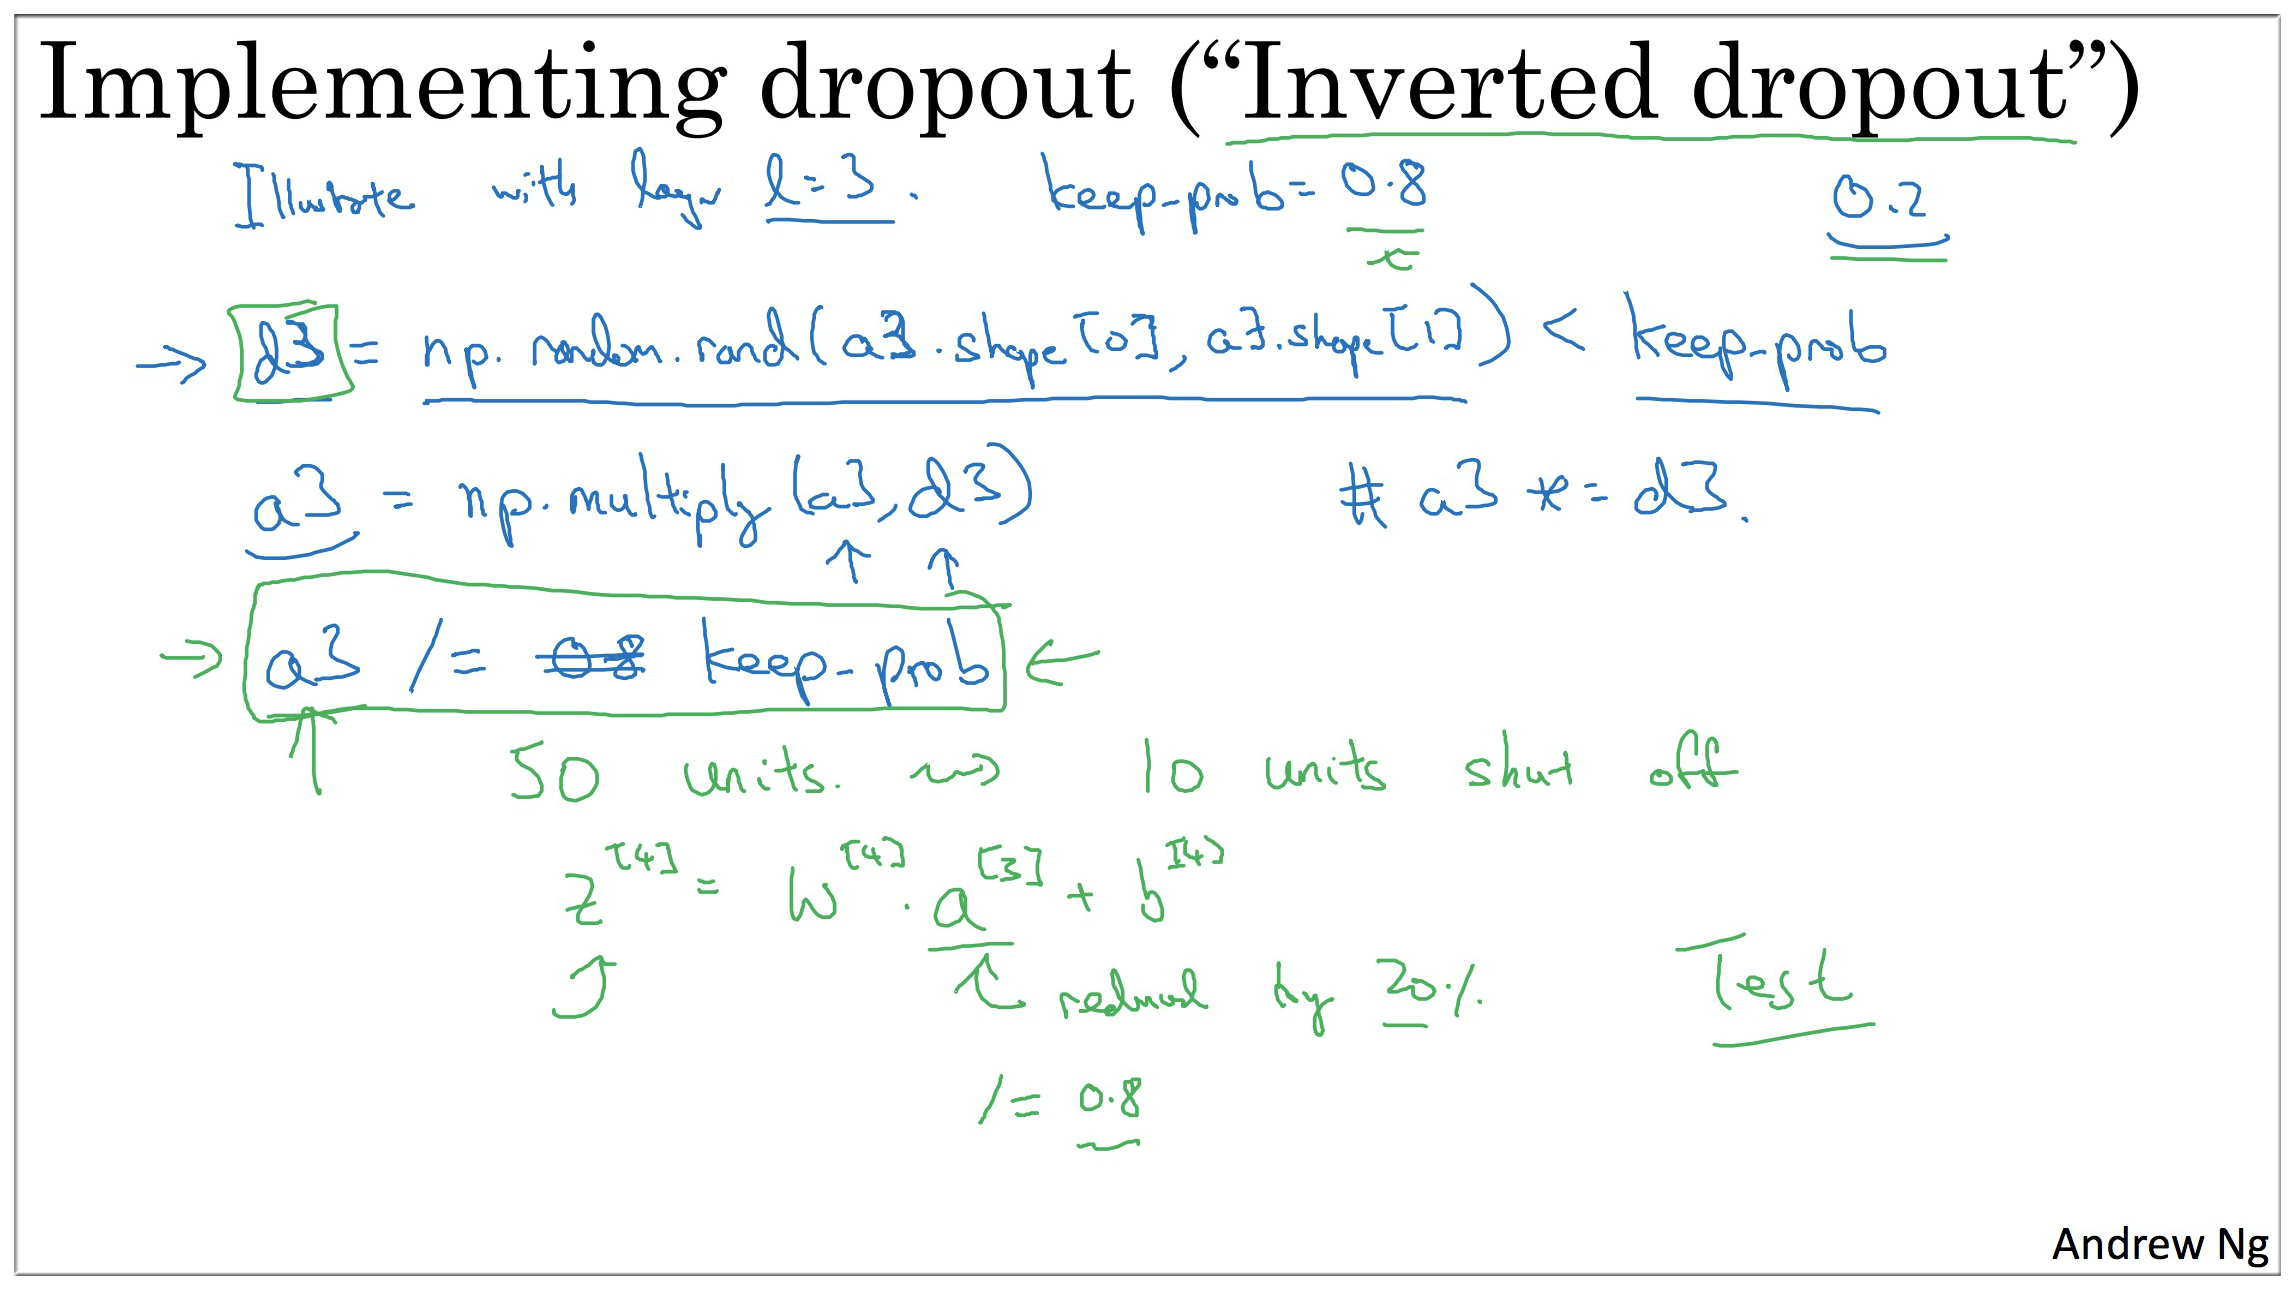 Implementing dropout (“Inverted dropout”)
Illustrate with layer l=3. keep-prob = 0.8 0.2
→ d3 = np.random.rand(a3.shape[0], a3.shape[1]) < keep-prob
a3 = np.multiply(a3, d3) # a3 *= d3.
→ a3 /= 0.8 keep-prob ←
50 units. ⇝ 10 units shut off
z^[4] = W^[4] · a^[3] + b^[4]
reduced by 20% Test
/= 0.8
Andrew Ng